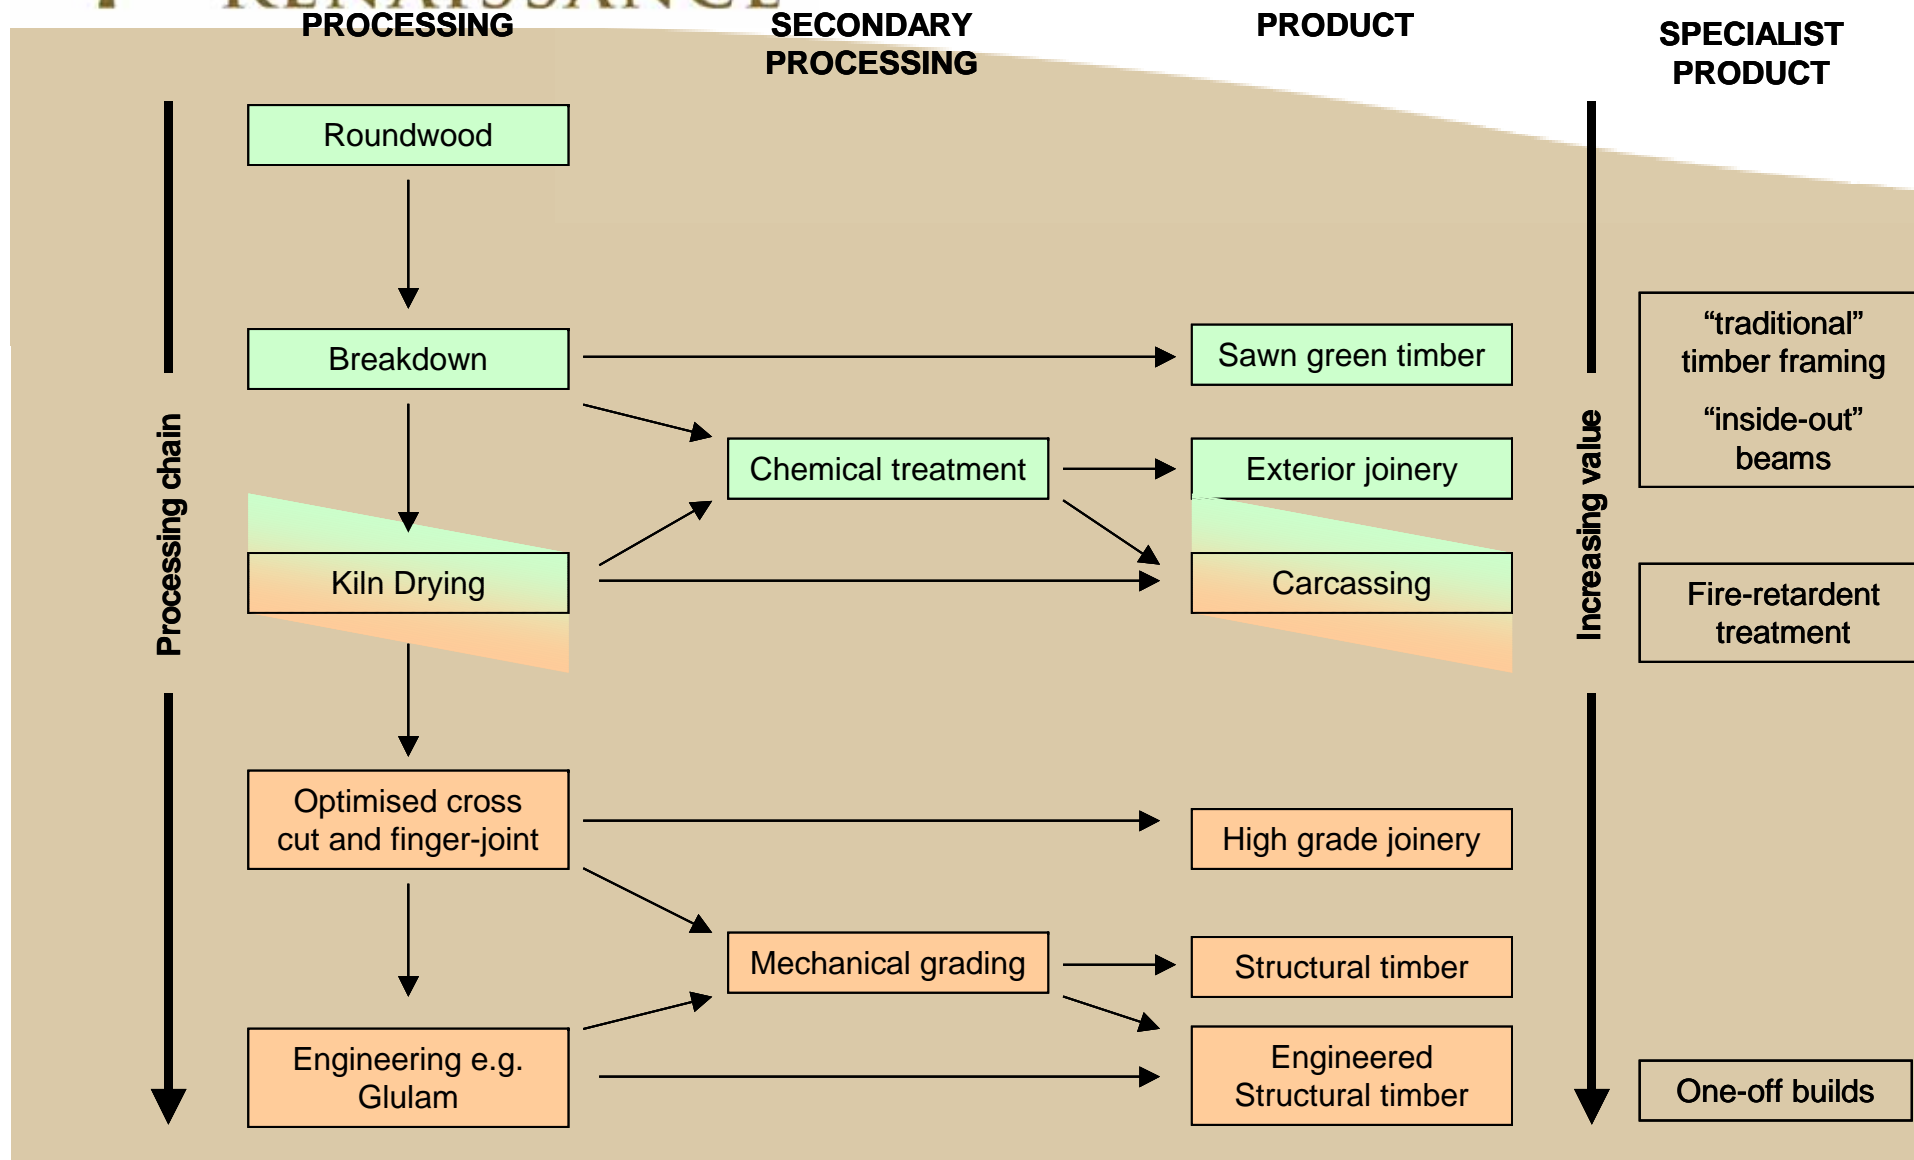 RENAISSANCE
PROCESSING
SECONDARY
PROCESSING
PRODUCT
SPECIALIST
PRODUCT
Roundwood
Breakdown
Sawn green timber
“traditional”
timber framing
“inside-out”
beams
Processing chain
Chemical treatment
Exterior joinery
Increasing value
Kiln Drying
Carcassing
Fire-retardent
treatment
Optimised cross
cut and finger-joint
High grade joinery
Mechanical grading
Structural timber
Engineering e.g.
Glulam
Engineered
Structural timber
One-off builds